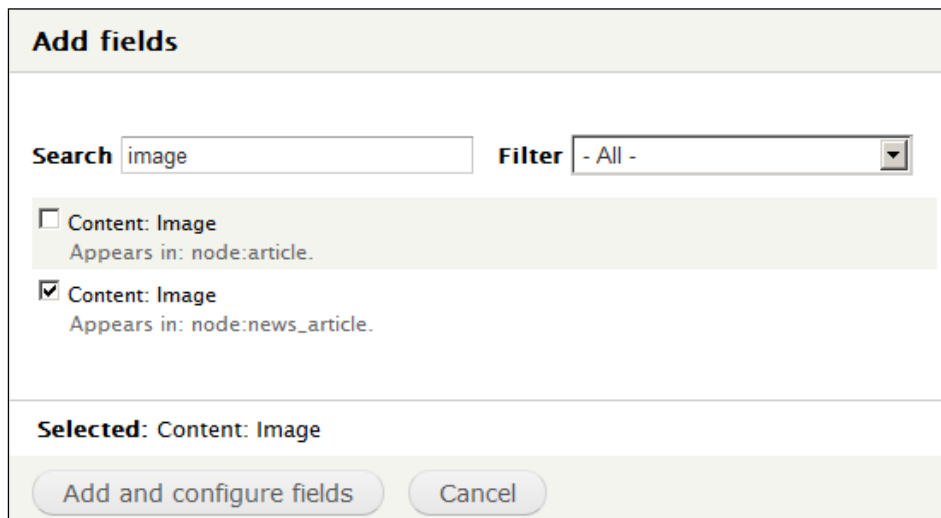 Add fields
Search image Filter - All -
Content: Image
Appears in: node:article.
Content: Image
Appears in: node:news_article.
Selected: Content: Image
Add and configure fields Cancel